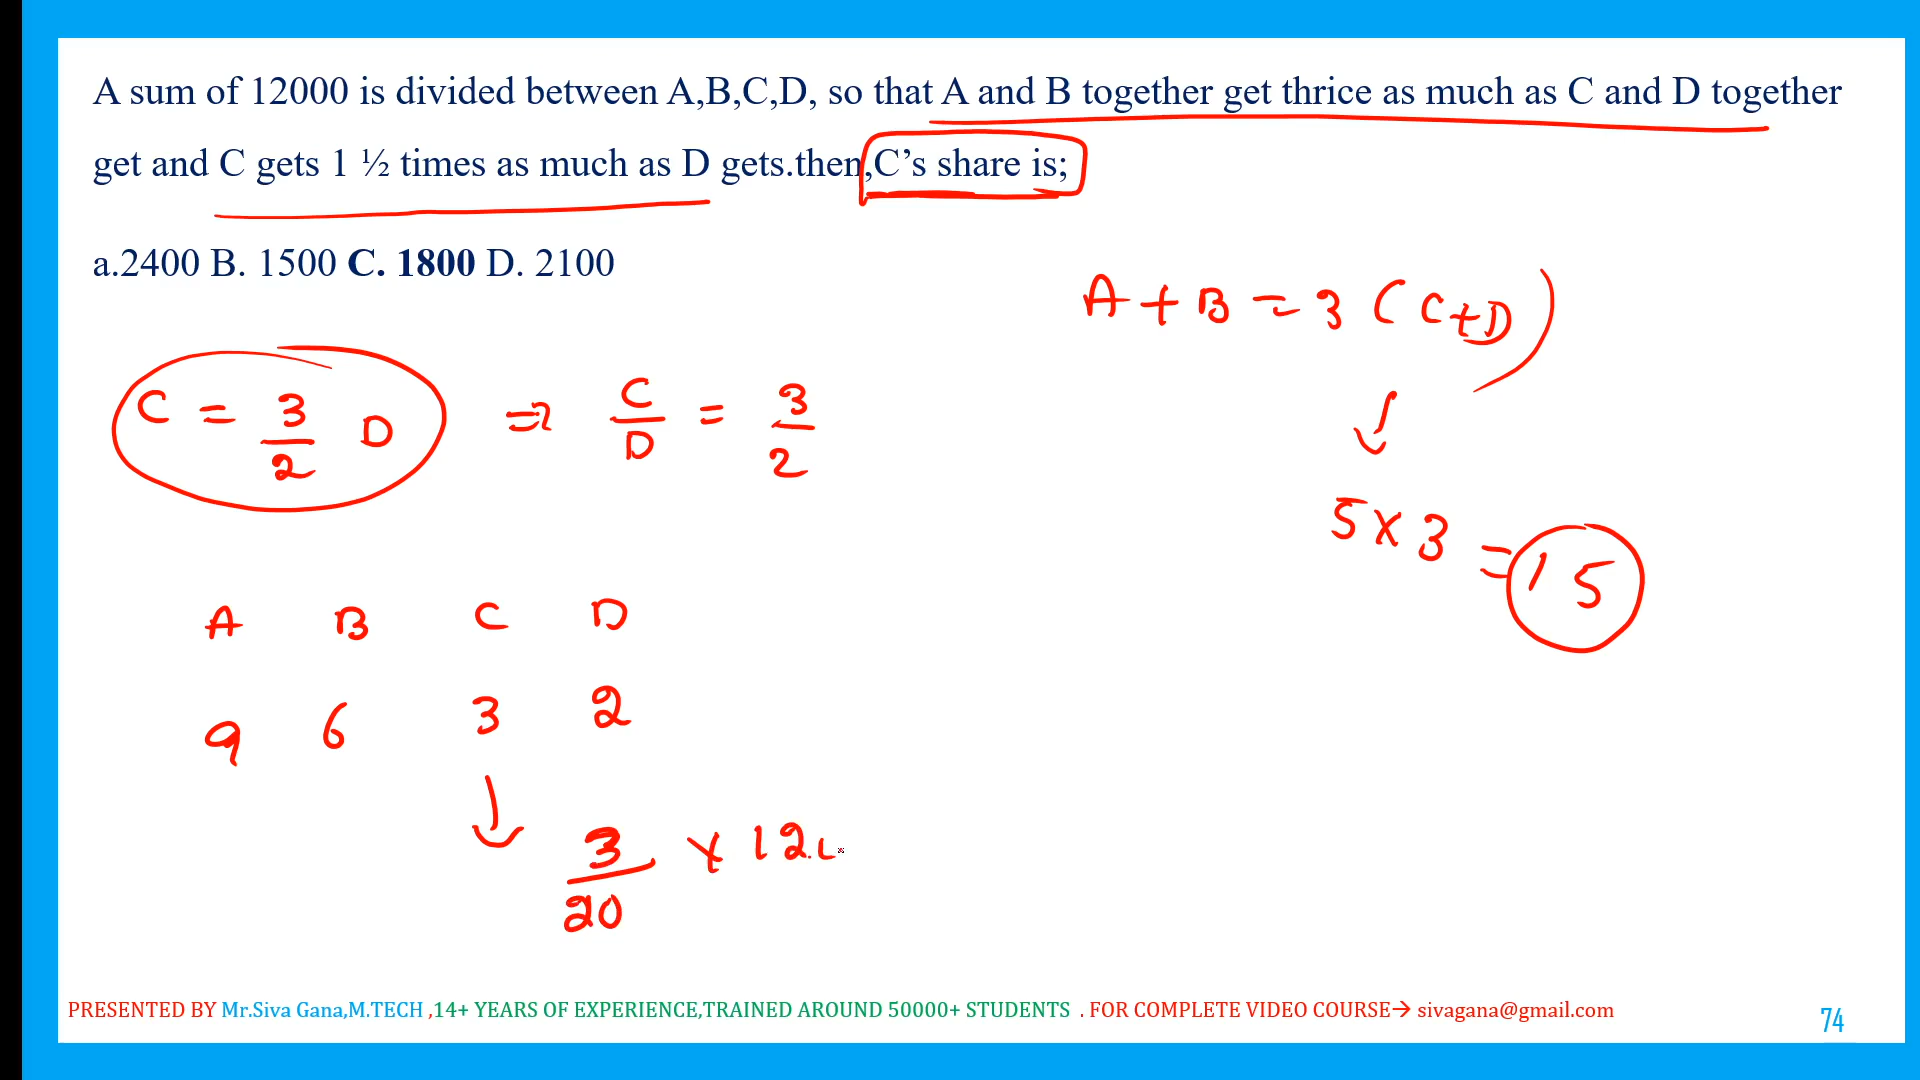 A sum of 12000 is divided between A,B,C,D, so that A and B together get thrice as much as C and D together
get and C gets 1 ½ times as much as D gets.then,C’s share is;
a.2400 B. 1500 C. 1800 D. 2100
A + B = 3 ( C+D )
C = 3/2 D ⇒ C/D = 3/2
5 × 3 = 15
A B C D
9 6 3 2
3/20 × 12
PRESENTED BY Mr.Siva Gana,M.TECH ,14+ YEARS OF EXPERIENCE,TRAINED AROUND 50000+ STUDENTS . FOR COMPLETE VIDEO COURSE→ sivagana@gmail.com
74